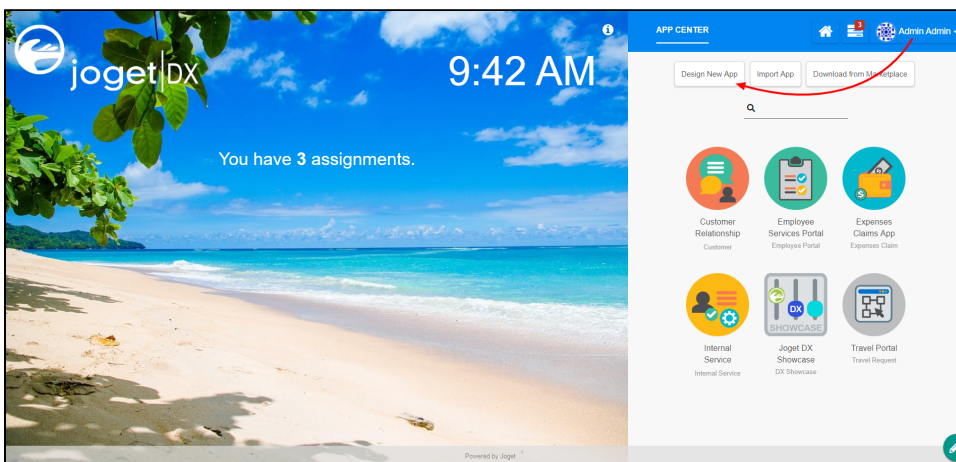 joget DX
9:42 AM
You have 3 assignments.
Powered by Joget
APP CENTER
3
Admin Admin
Design New App
Import App
Download from Marketplace
Customer
Relationship
Customer
Employee
Services Portal
Employee Portal
Expenses
Claims App
Expenses Claim
Internal
Service
Internal Service
DX
SHOWCASE
Joget DX
Showcase
DX Showcase
Travel Portal
Travel Request